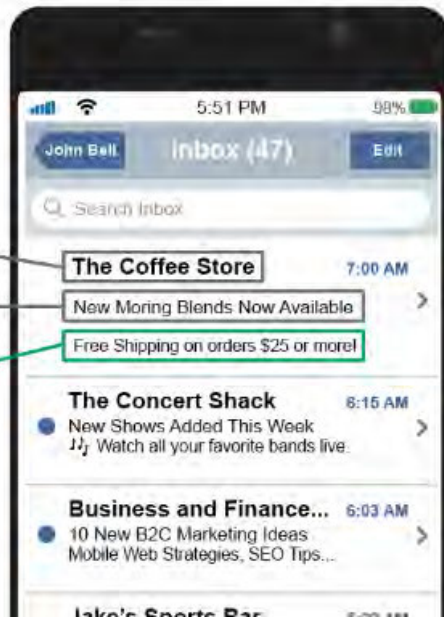 5:51 PM 98%
John Bell Inbox (47) Edit
Search Inbox
The Coffee Store 7:00 AM
New Moring Blends Now Available
Free Shipping on orders $25 or more!
The Concert Shack 6:15 AM
New Shows Added This Week
Watch all your favorite bands live.
Business and Finance... 6:03 AM
10 New B2C Marketing Ideas
Mobile Web Strategies, SEO Tips...
Jake's Sports Bar